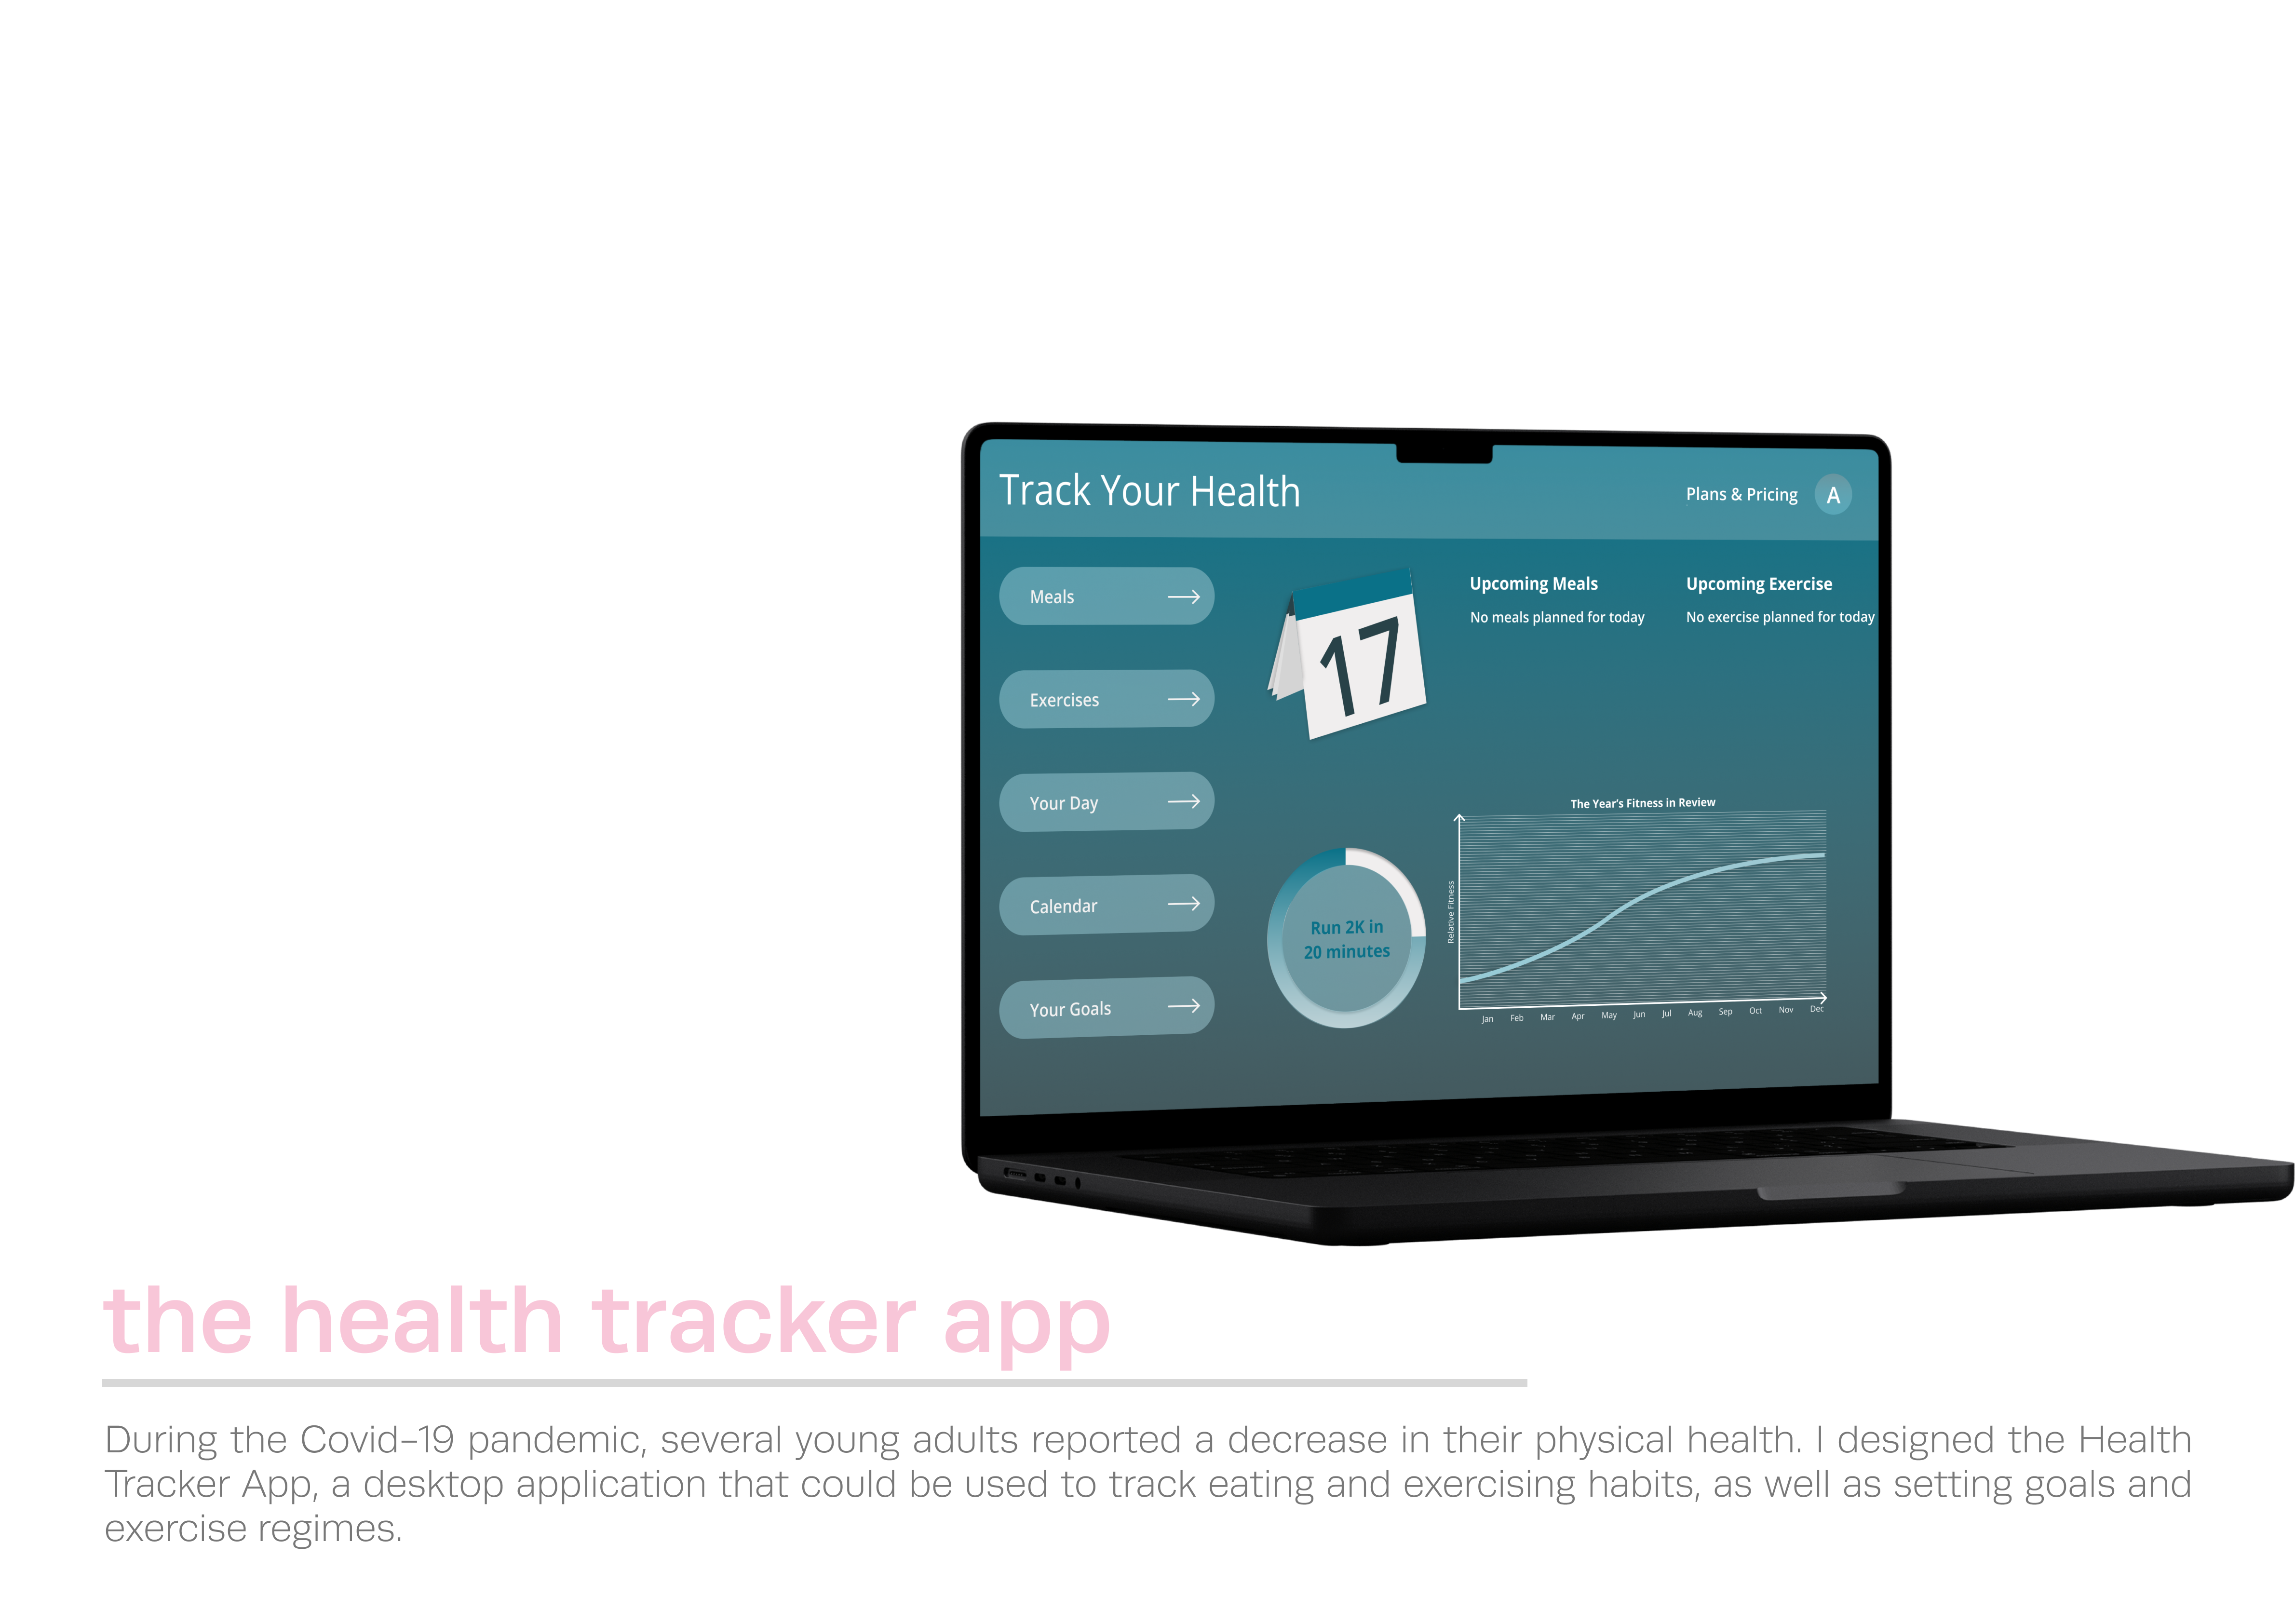 Track Your Health
Plans & Pricing
A
Meals
Exercises
Your Day
Calendar
Your Goals
17
Upcoming Meals
No meals planned for today
Upcoming Exercise
No exercise planned for today
Run 2K in
20 minutes
The Year's Fitness in Review
Relative Fitness
Jan Feb Mar Apr May Jun Jul Aug Sep Oct Nov Dec
the health tracker app
During the Covid-19 pandemic, several young adults reported a decrease in their physical health. I designed the Health
Tracker App, a desktop application that could be used to track eating and exercising habits, as well as setting goals and
exercise regimes.